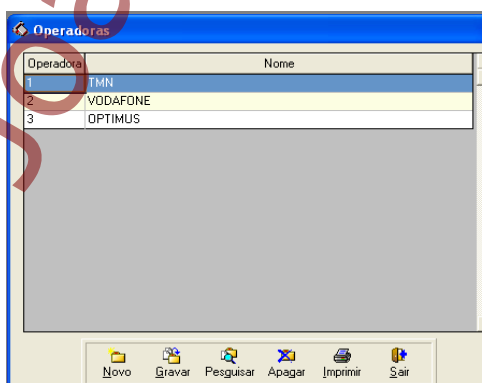 Operadoras
Operadora Nome
1 TMN
2 VODAFONE
3 OPTIMUS
Novo Gravar Pesquisar Apagar Imprimir Sair